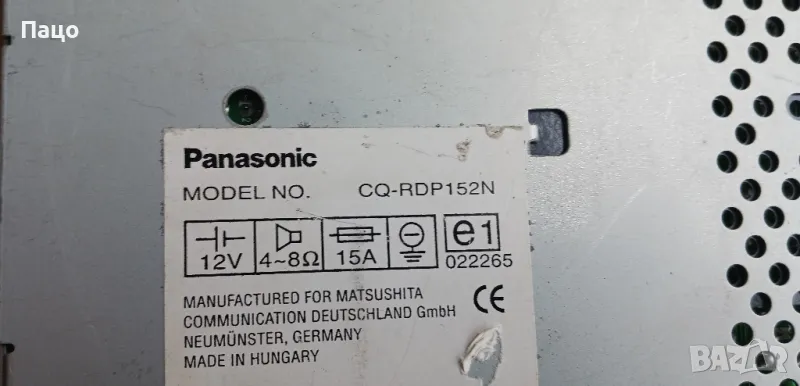 Пацо
Panasonic
MODEL NO. CQ-RDP152N
12V 4~8Ω 15A e1
022265
MANUFACTURED FOR MATSUSHITA
COMMUNICATION DEUTSCHLAND GmbH
NEUMÜNSTER, GERMANY
MADE IN HUNGARY
CE
BAZAR